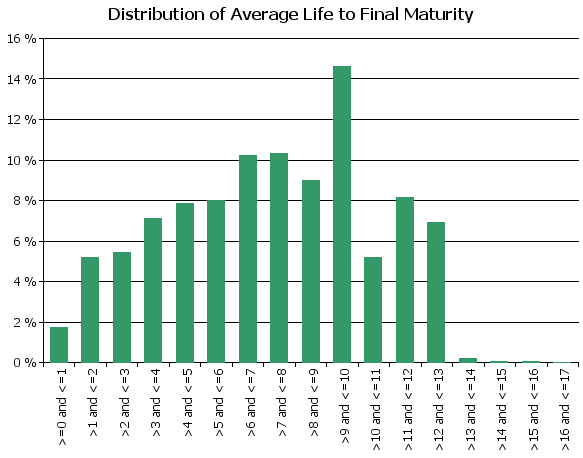 Distribution of Average Life to Final Maturity
16 %
14 %
12 %
10 %
8 %
6 %
4 %
2 %
0 %
>=0 and <=1
>1 and <=2
>2 and <=3
>3 and <=4
>4 and <=5
>5 and <=6
>6 and <=7
>7 and <=8
>8 and <=9
>9 and <=10
>10 and <=11
>11 and <=12
>12 and <=13
>13 and <=14
>14 and <=15
>15 and <=16
>16 and <=17